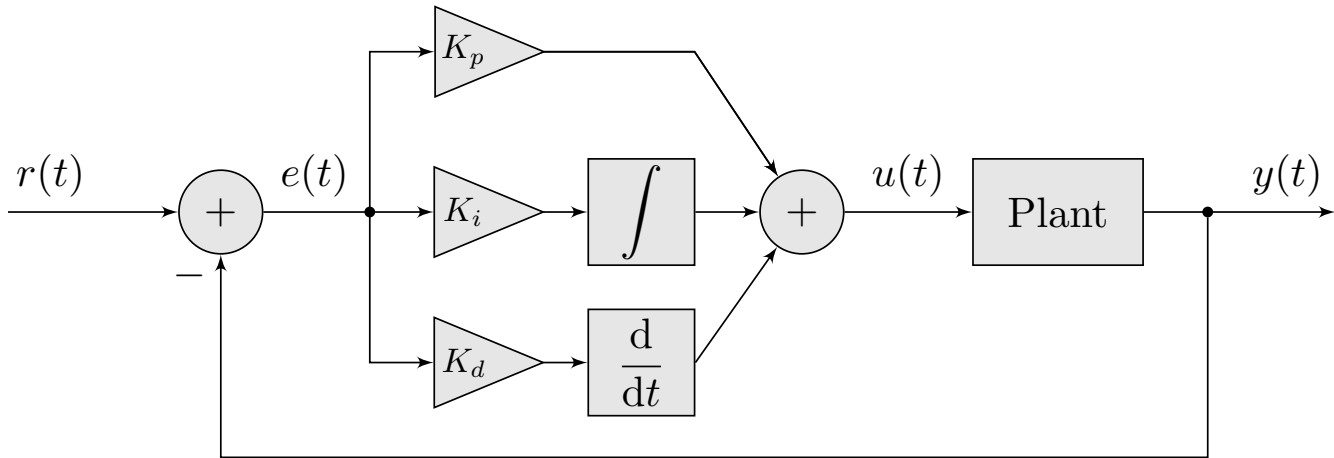 K_p
r(t)
e(t)
u(t)
y(t)
+
K_i
∫
+
Plant
−
K_d
d
dt